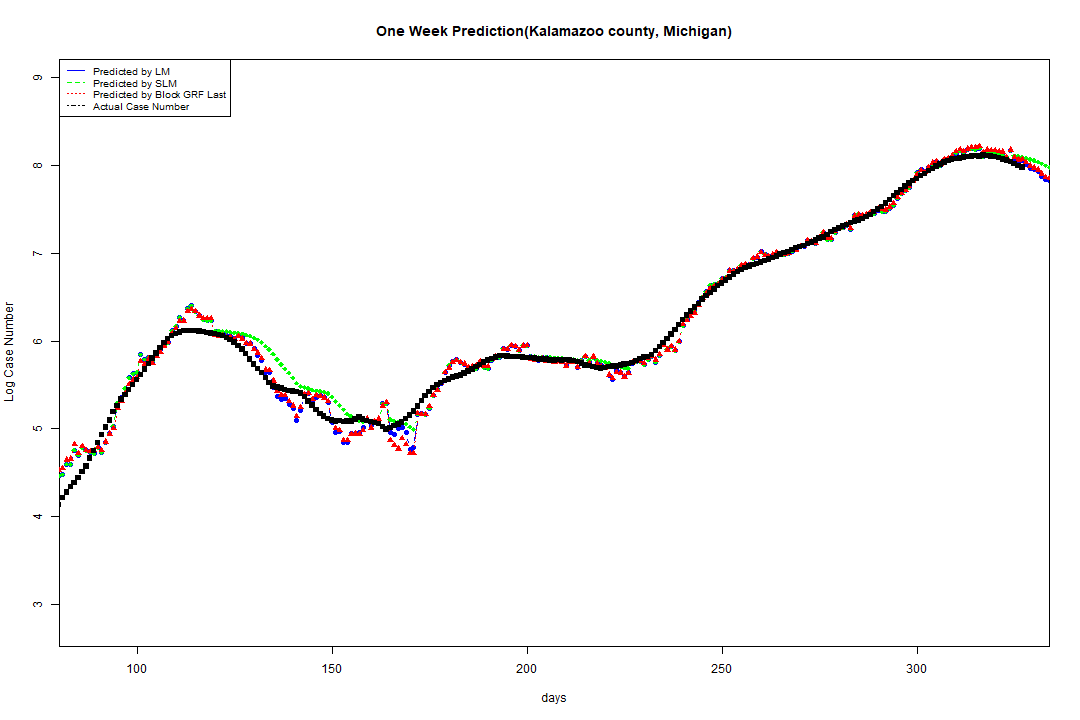 One Week Prediction(Kalamazoo county, Michigan)
Predicted by LM
Predicted by SLM
Predicted by Block GRF Last
Actual Case Number
9
8
7
6
5
4
3
Log Case Number
100 150 200 250 300
days